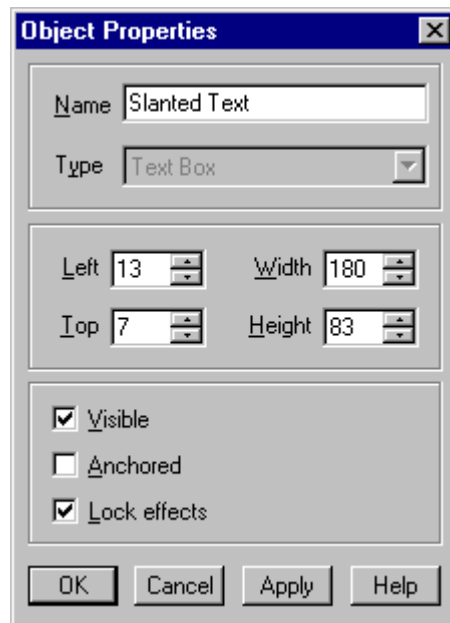 Object Properties
Name Slanted Text
Type Text Box
Left 13 Width 180
Top 7 Height 83
Visible
Anchored
Lock effects
OK Cancel Apply Help